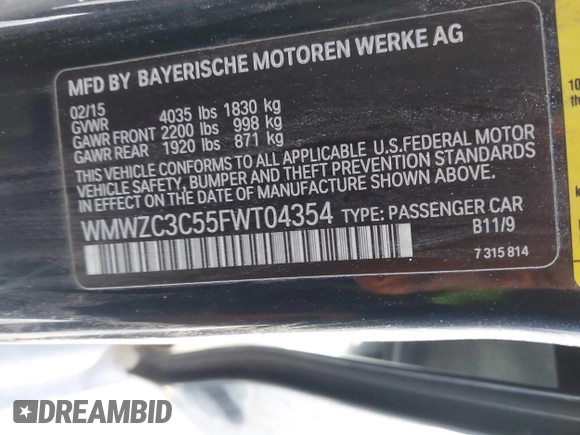 MFD BY BAYERISCHE MOTOREN WERKE AG
02/15
GVWR 4035 lbs 1830 kg
GAWR FRONT 2200 lbs 998 kg
GAWR REAR 1920 lbs 871 kg
THIS VEHICLE CONFORMS TO ALL APPLICABLE U.S.FEDERAL MOTOR
VEHICLE SAFETY, BUMPER AND THEFT PREVENTION STANDARDS
IN EFFECT ON THE DATE OF MANUFACTURE SHOWN ABOVE.
WMWZC3C55FWT04354 TYPE: PASSENGER CAR
B11/9
7 315 814
10
th
DREAMBID